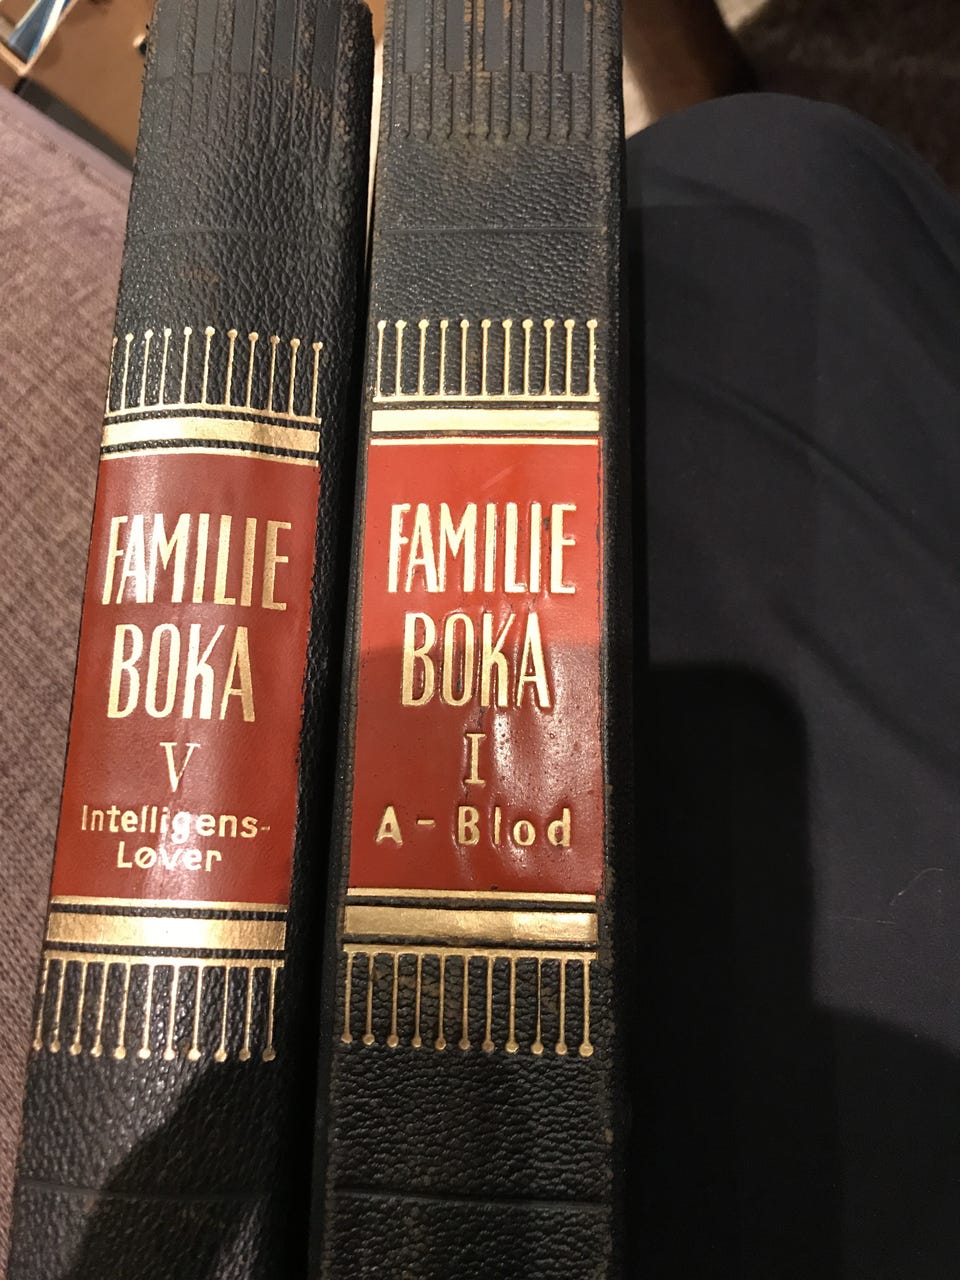 FAMILIE
BOKA
V
Intelligens-
Løver
FAMILIE
BOKA
I
A - Blod